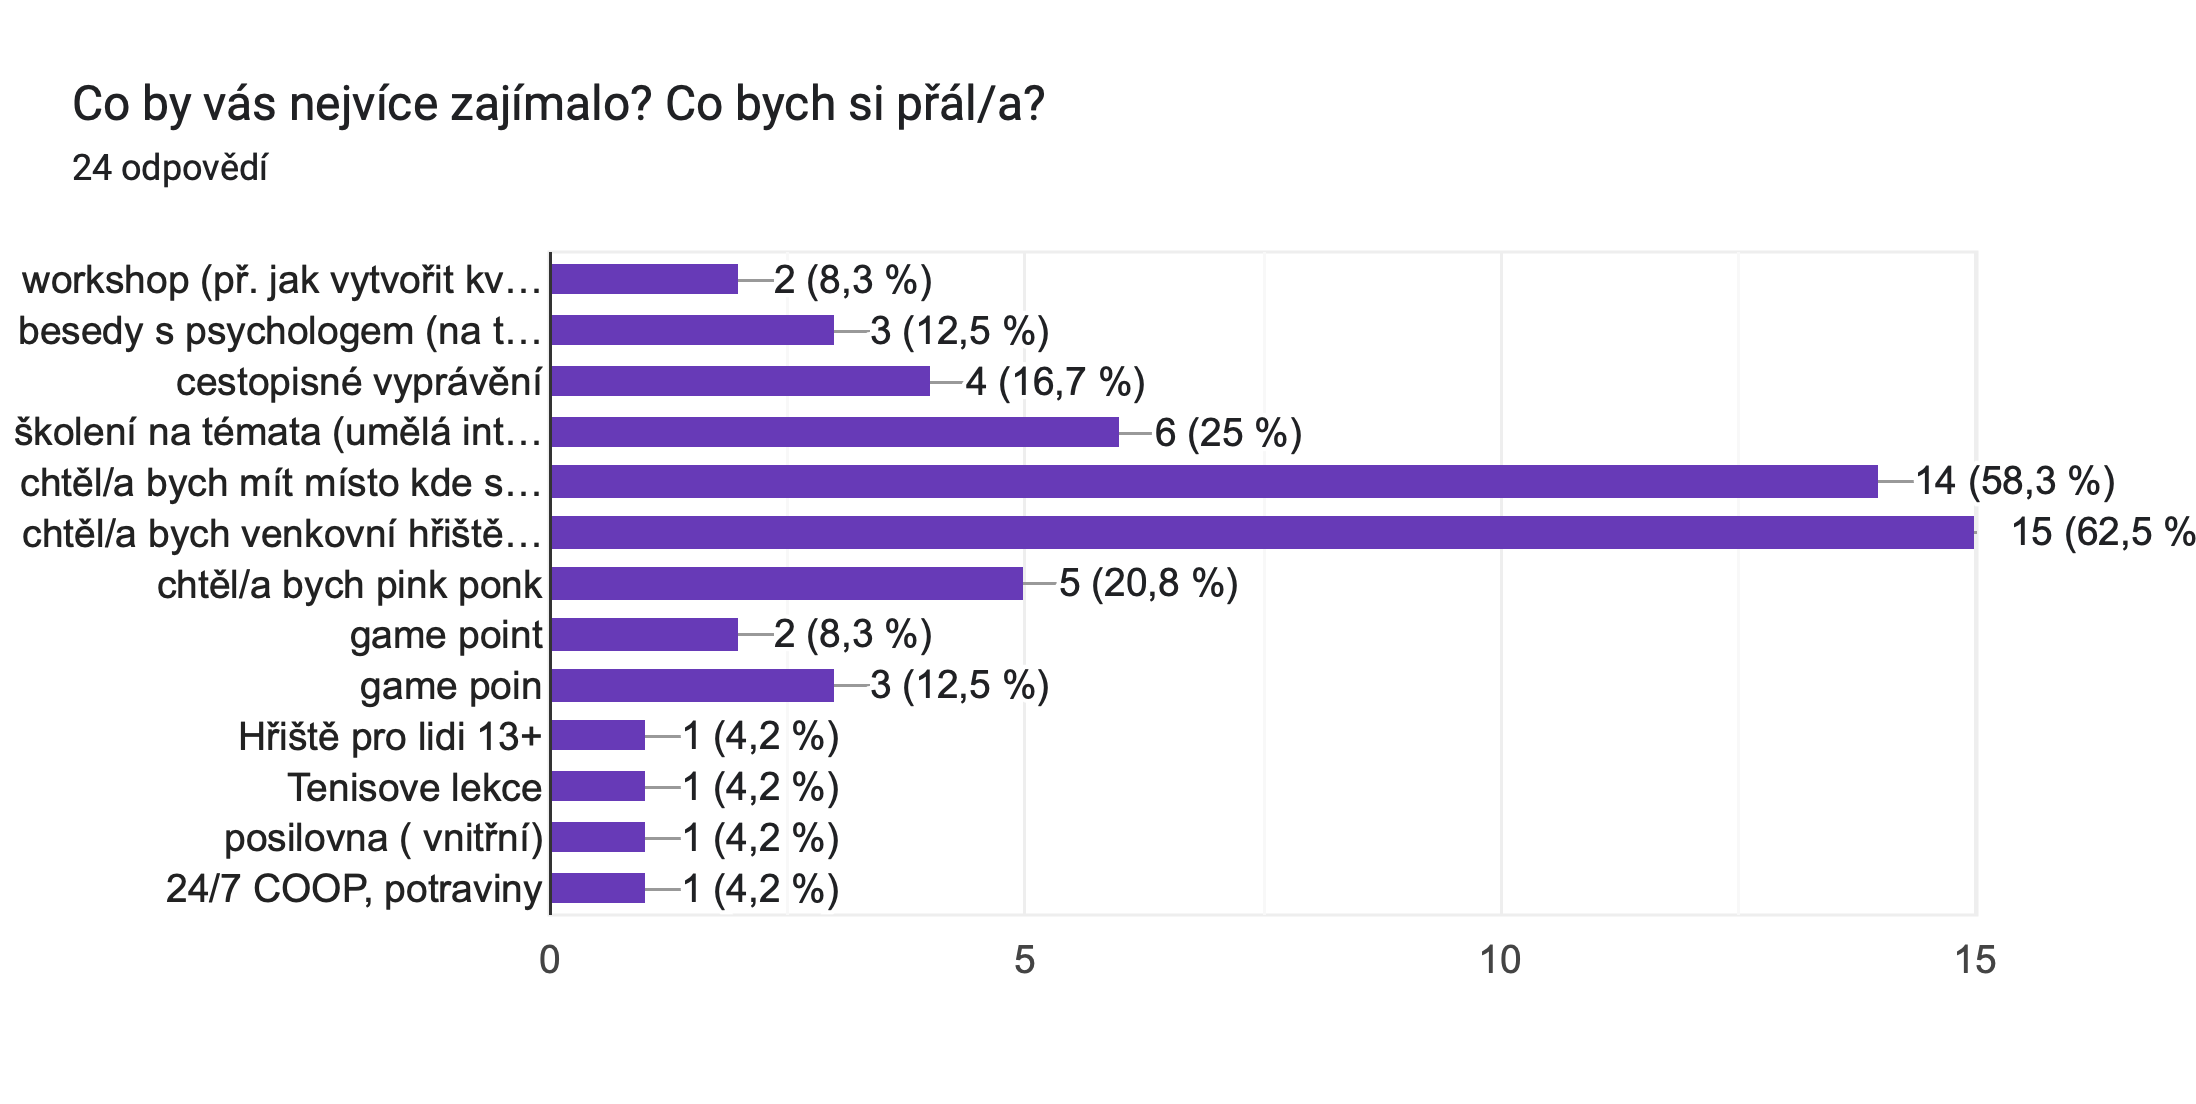 Co by vás nejvíce zajímalo? Co bych si přál/a?
24 odpovědí
workshop (př. jak vytvořit kv… 2 (8,3 %)
besedy s psychologem (na t… 3 (12,5 %)
cestopisné vyprávění 4 (16,7 %)
školení na témata (umělá int… 6 (25 %)
chtěl/a bych mít místo kde s… 14 (58,3 %)
chtěl/a bych venkovní hřiště… 15 (62,5 %
chtěl/a bych pink ponk 5 (20,8 %)
game point 2 (8,3 %)
game poin 3 (12,5 %)
Hřiště pro lidi 13+ 1 (4,2 %)
Tenisove lekce 1 (4,2 %)
posilovna ( vnitřní) 1 (4,2 %)
24/7 COOP, potraviny 1 (4,2 %)
0 5 10 15